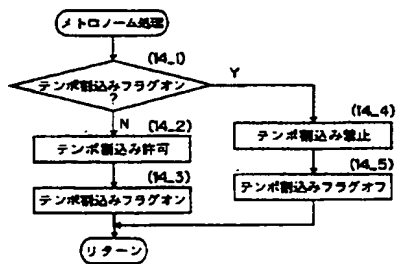 メトロノーム処理
(14_1)
テンポ割込みフラグオン
?
Y
N
(14_2)
テンポ割込み許可
(14_3)
テンポ割込みフラグオン
(14_4)
テンポ割込み禁止
(14_5)
テンポ割込みフラグオフ
リターン